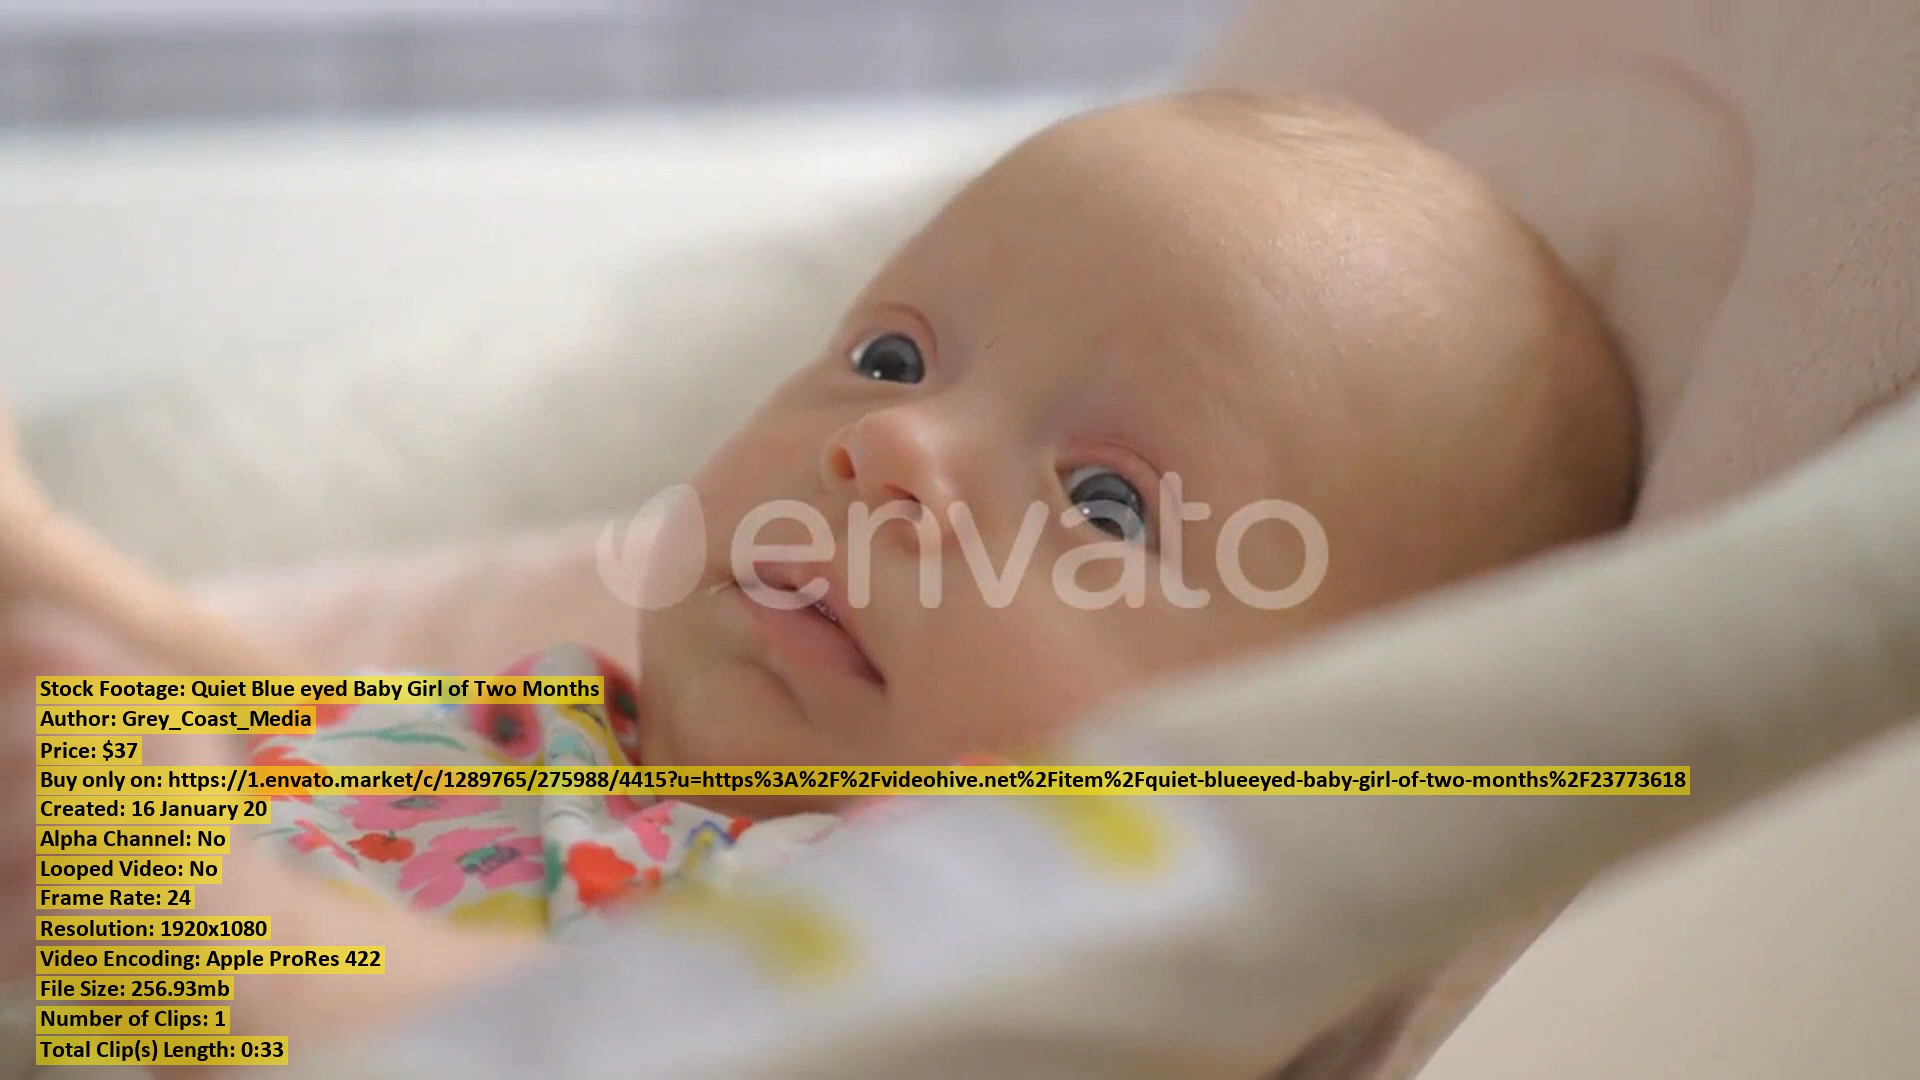 envato
Stock Footage: Quiet Blue eyed Baby Girl of Two Months
Author: Grey_Coast_Media
Price: $37
Buy only on: https://1.envato.market/c/1289765/275988/4415?u=https%3A%2F%2Fvideohive.net%2Fitem%2Fquiet-blueeyed-baby-girl-of-two-months%2F23773618
Created: 16 January 20
Alpha Channel: No
Looped Video: No
Frame Rate: 24
Resolution: 1920x1080
Video Encoding: Apple ProRes 422
File Size: 256.93mb
Number of Clips: 1
Total Clip(s) Length: 0:33